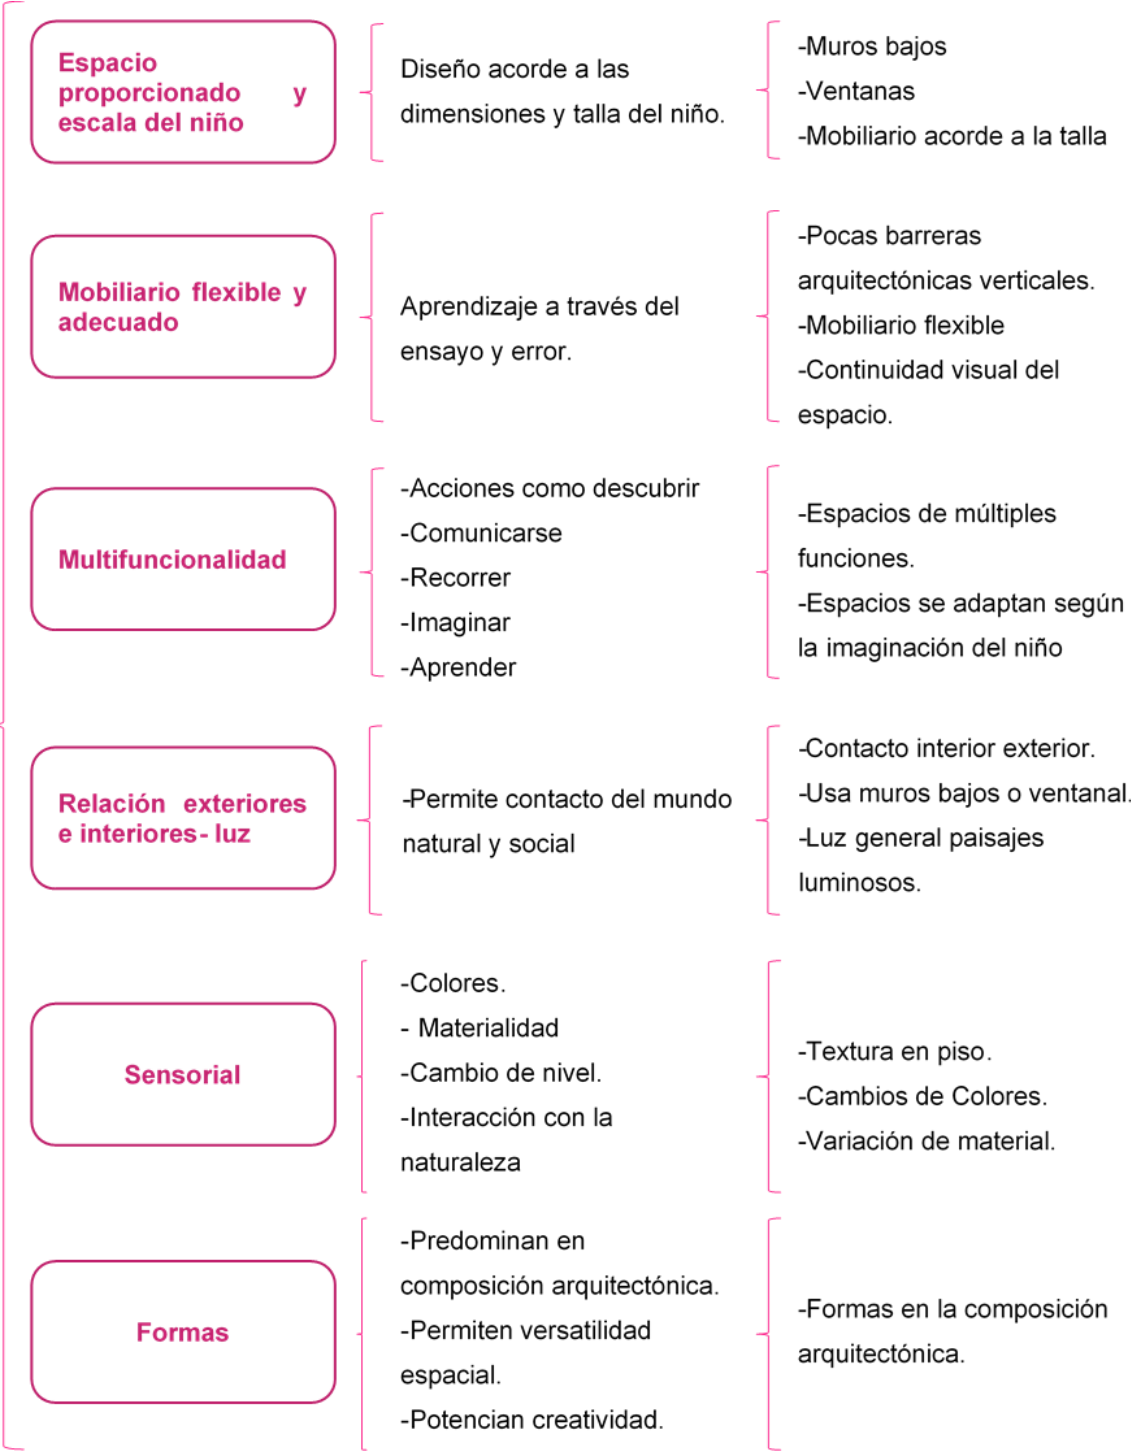 Espacio
proporcionado y
escala del niño
Diseño acorde a las
dimensiones y talla del niño.
-Muros bajos
-Ventanas
-Mobiliario acorde a la talla
Mobiliario flexible y
adecuado
Aprendizaje a través del
ensayo y error.
-Pocas barreras
arquitectónicas verticales.
-Mobiliario flexible
-Continuidad visual del
espacio.
Multifuncionalidad
-Acciones como descubrir
-Comunicarse
-Recorrer
-Imaginar
-Aprender
-Espacios de múltiples
funciones.
-Espacios se adaptan según
la imaginación del niño
Relación exteriores
e interiores- luz
-Permite contacto del mundo
natural y social
-Contacto interior exterior.
-Usa muros bajos o ventanal.
-Luz general paisajes
luminosos.
Sensorial
-Colores.
- Materialidad
-Cambio de nivel.
-Interacción con la
naturaleza
-Textura en piso.
-Cambios de Colores.
-Variación de material.
Formas
-Predominan en
composición arquitectónica.
-Permiten versatilidad
espacial.
-Potencian creatividad.
-Formas en la composición
arquitectónica.